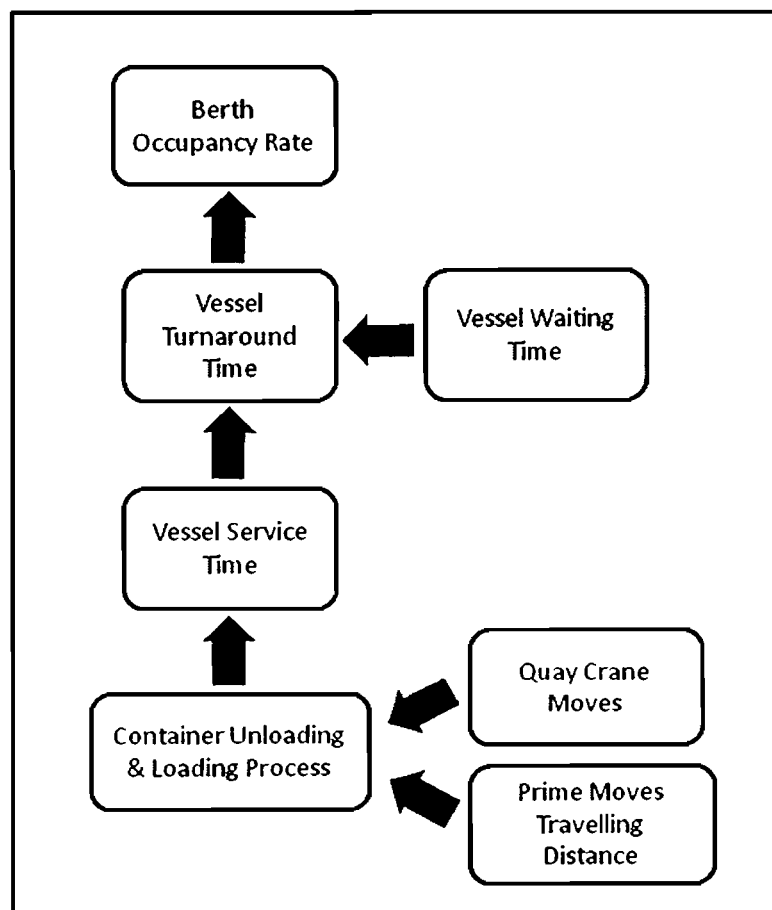 Berth
Occupancy Rate
Vessel
Turnaround
Time
Vessel Waiting
Time
Vessel Service
Time
Quay Crane
Moves
Container Unloading
& Loading Process
Prime Moves
Travelling
Distance